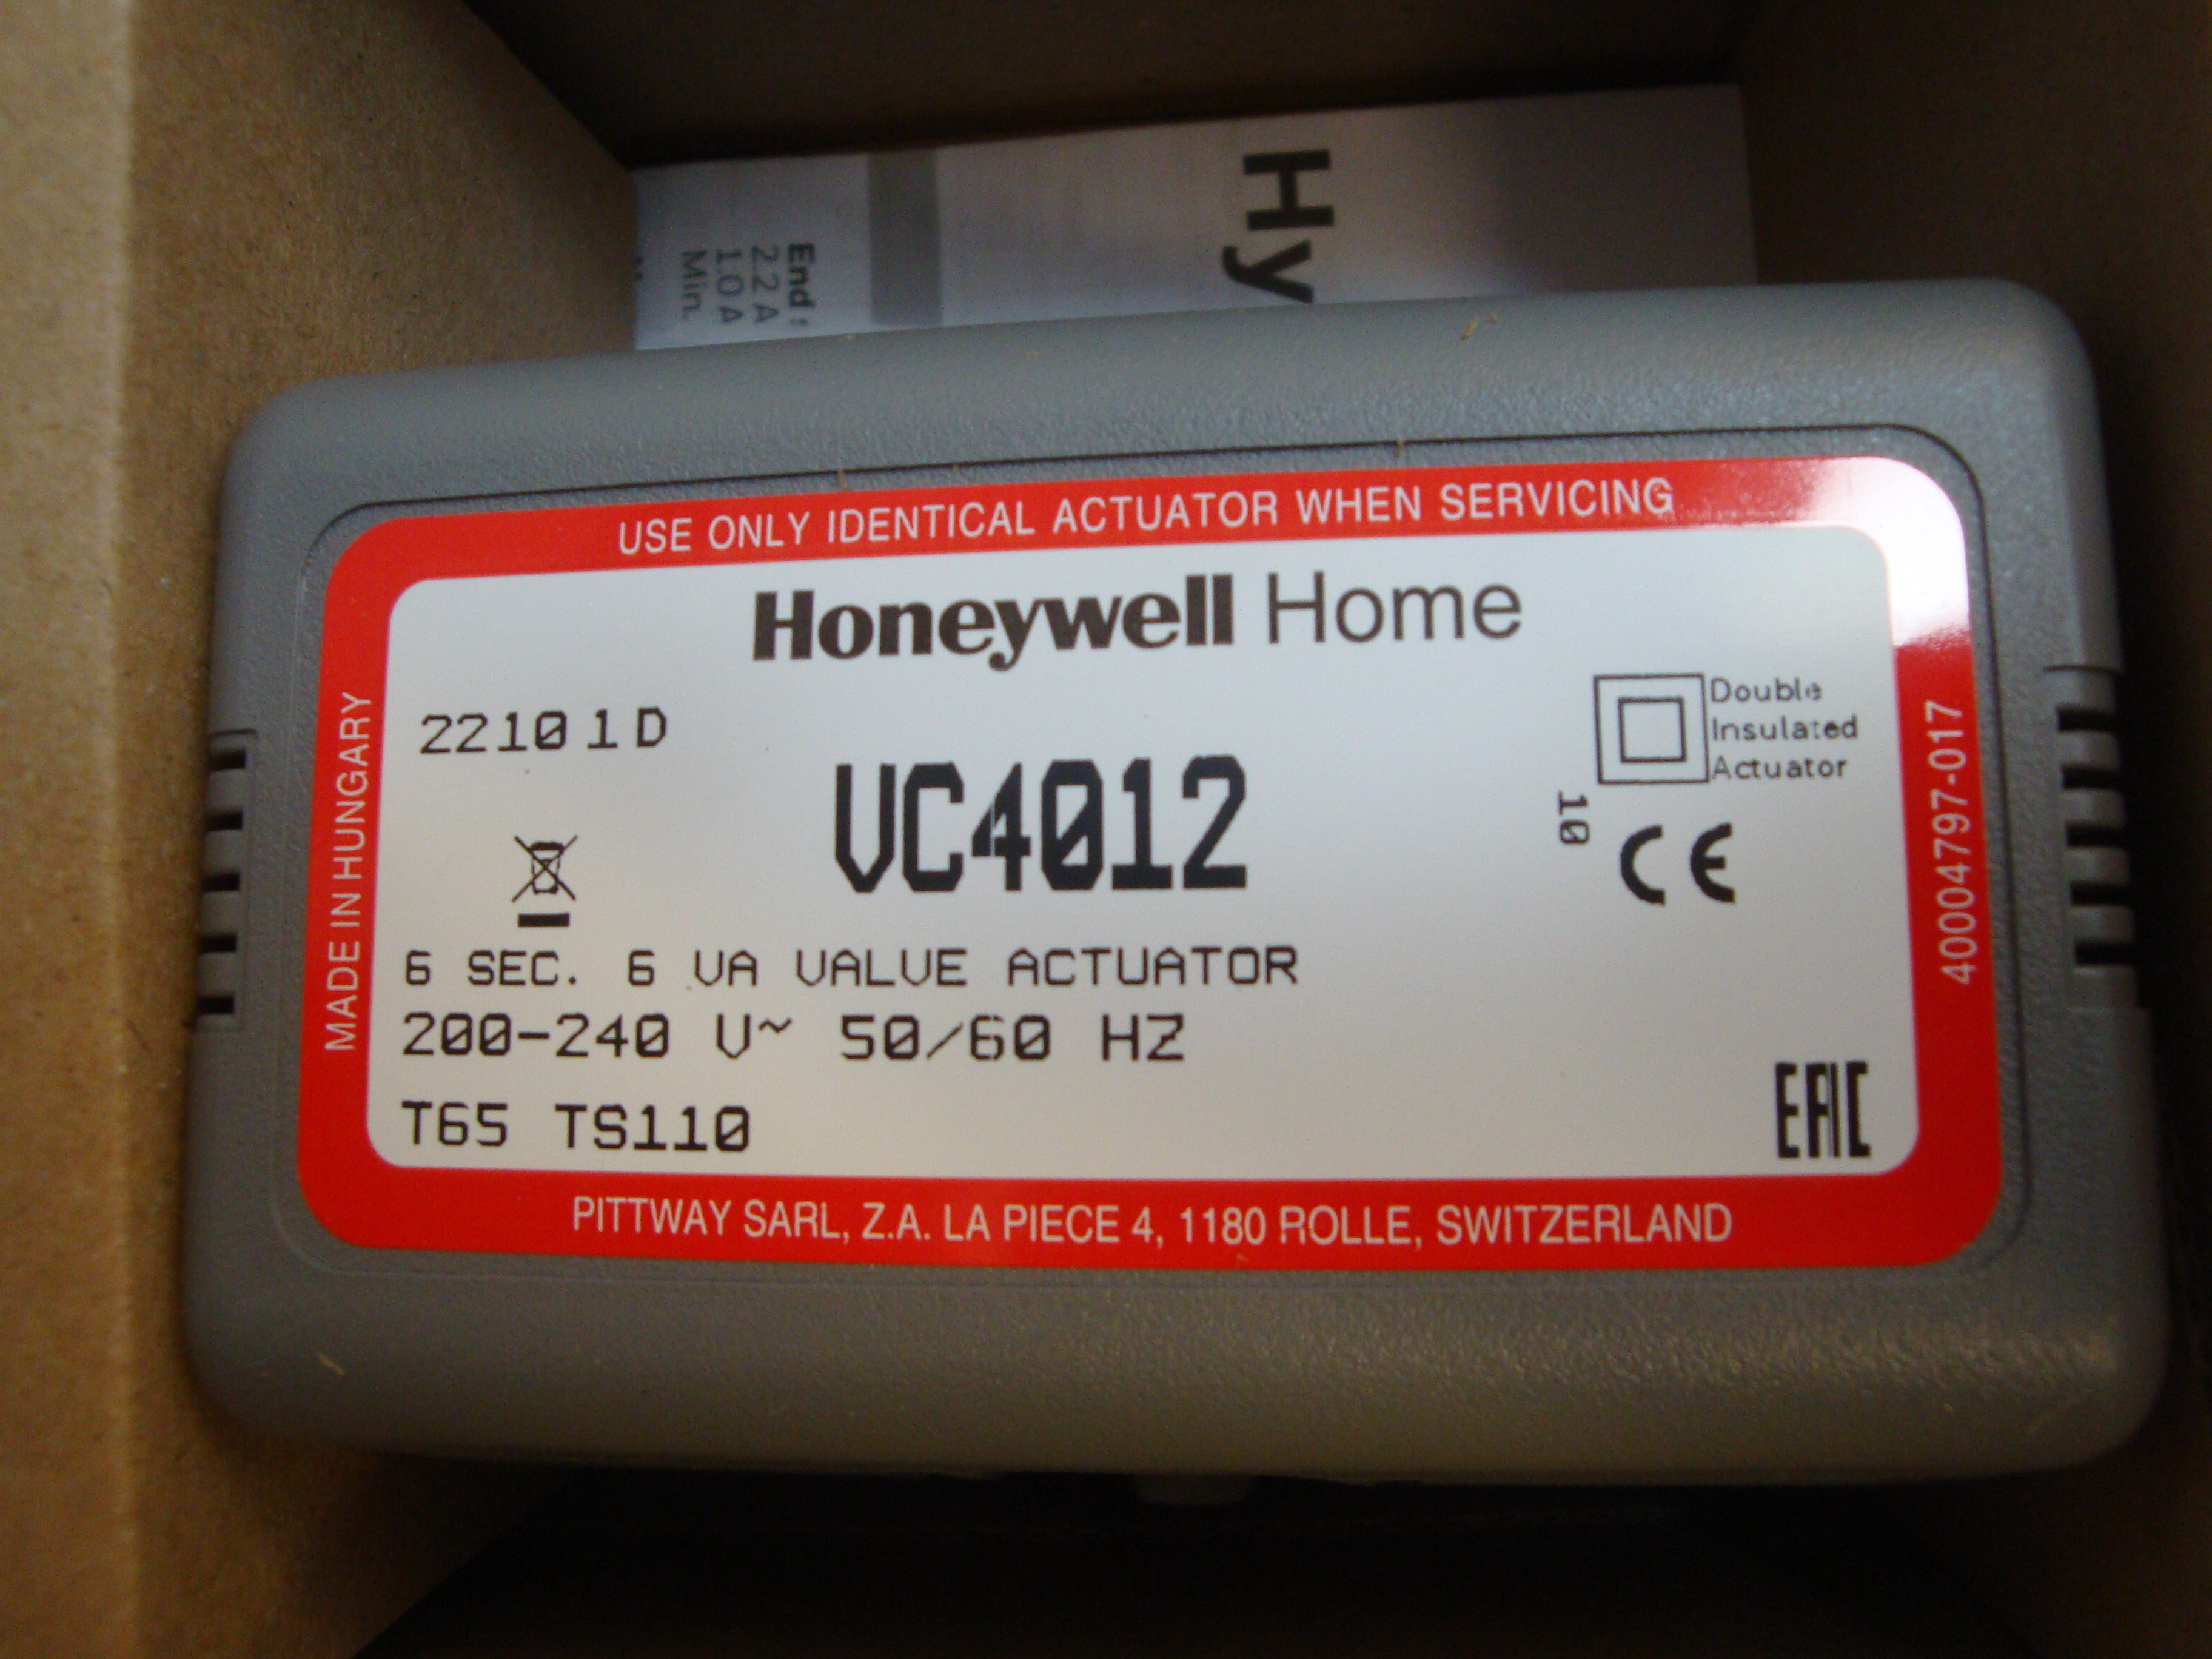 Hy
End
2.2 A
1.0 A
Min.
USE ONLY IDENTICAL ACTUATOR WHEN SERVICING
Honeywell Home
22101D
Double
Insulated
Actuator
VC4012
10
CE
MADE IN HUNGARY
40004797-017
6 SEC. 6 VA VALVE ACTUATOR
200-240 V~ 50/60 HZ
T65 TS110
EAC
PITTWAY SARL, Z.A. LA PIECE 4, 1180 ROLLE, SWITZERLAND